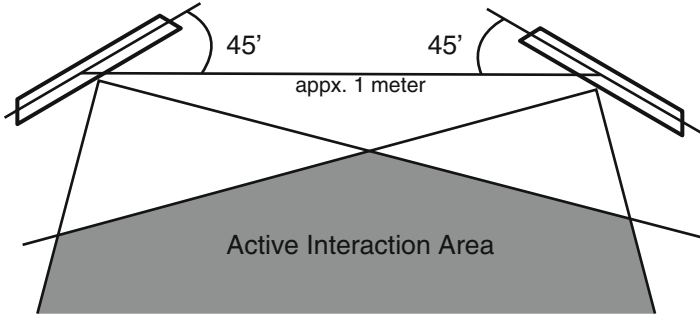 45’ 45’
appx. 1 meter
Active Interaction Area